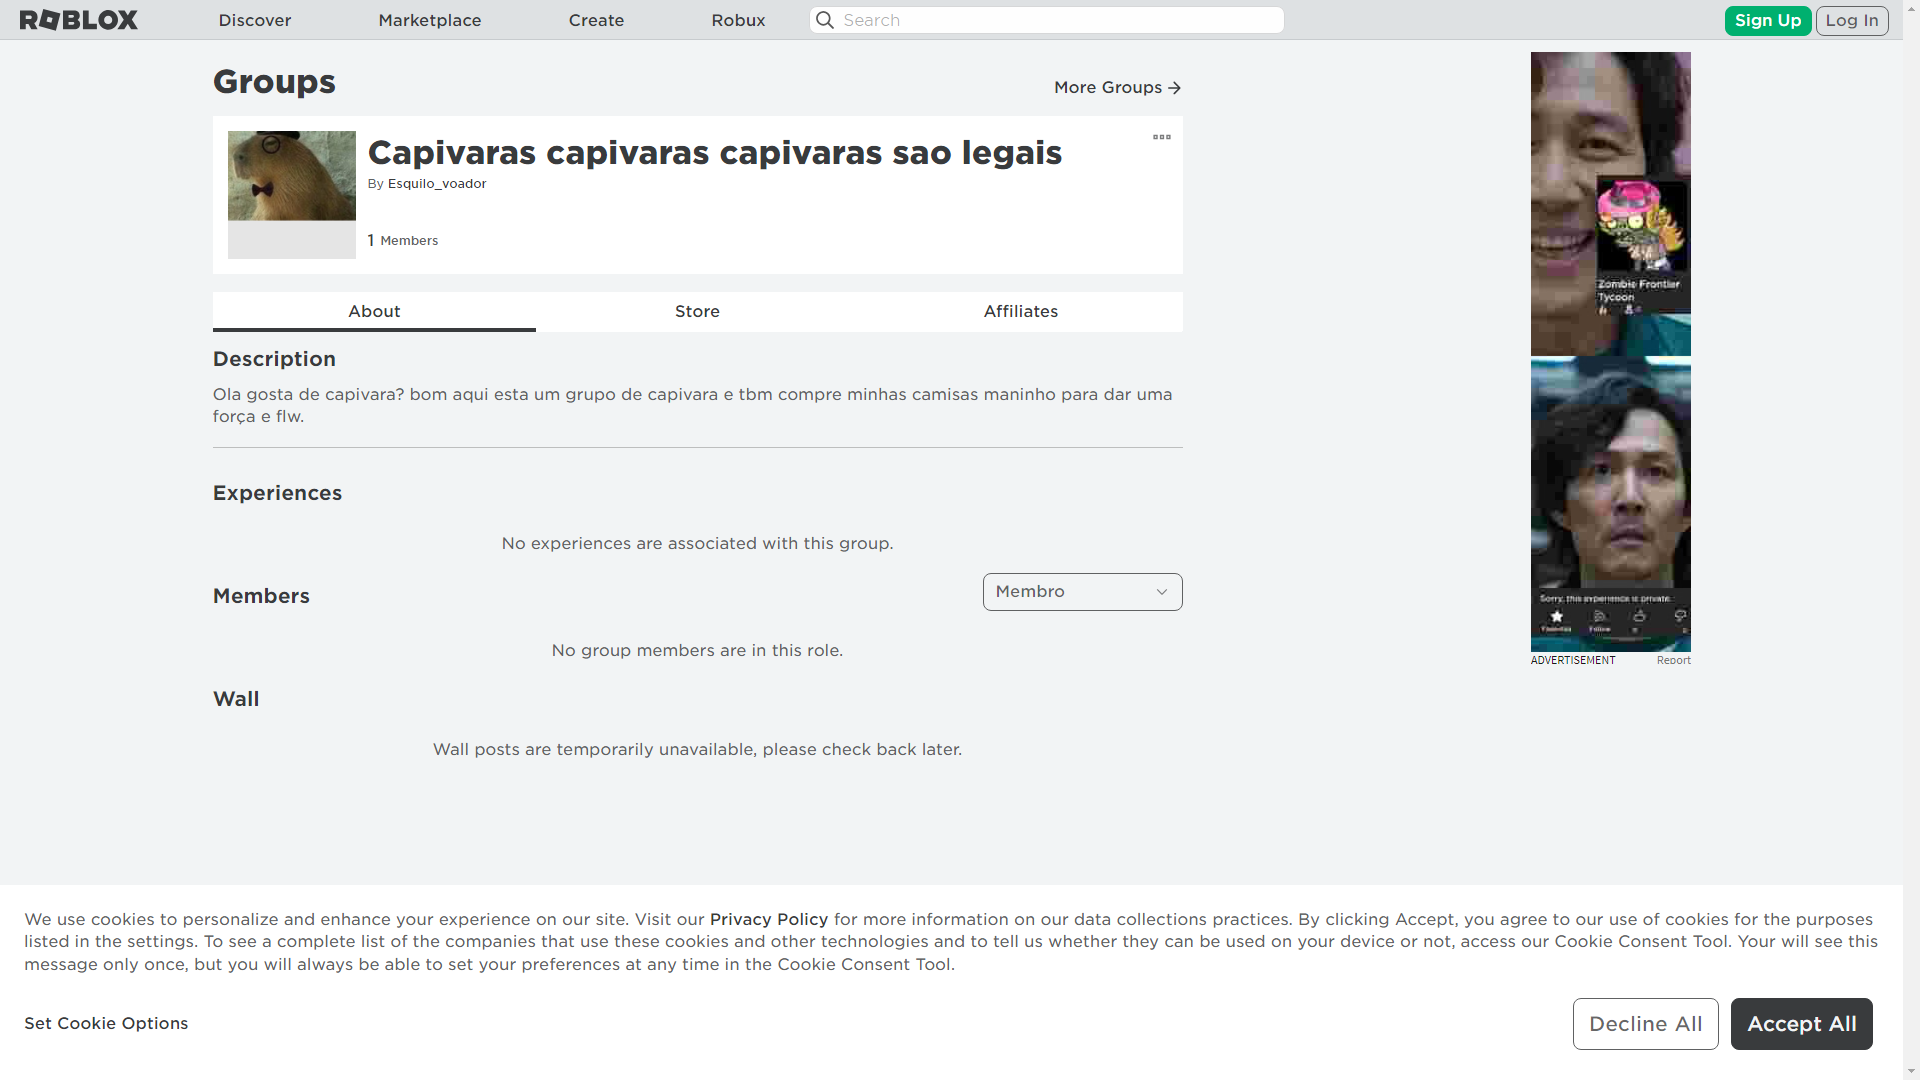 ROBLOX
Discover
Marketplace
Create
Robux
Search
Sign Up
Log In
Groups
More Groups
Capivaras capivaras capivaras sao legais
By Esquilo_voador
1 Members
About
Store
Affiliates
Description
Ola gosta de capivara? bom aqui esta um grupo de capivara e tbm compre minhas camisas maninho para dar uma
força e flw.
Experiences
No experiences are associated with this group.
Members
Membro
No group members are in this role.
Wall
Wall posts are temporarily unavailable, please check back later.
Zombie Frontier
Tycoon
Sorry, this experience is private.
Favorites
Follow
ADVERTISEMENT
Report
We use cookies to personalize and enhance your experience on our site. Visit our Privacy Policy for more information on our data collections practices. By clicking Accept, you agree to our use of cookies for the purposes
listed in the settings. To see a complete list of the companies that use these cookies and other technologies and to tell us whether they can be used on your device or not, access our Cookie Consent Tool. Your will see this
message only once, but you will always be able to set your preferences at any time in the Cookie Consent Tool.
Set Cookie Options
Decline All
Accept All